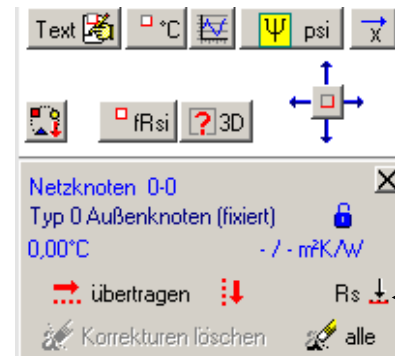 Text °C Ψ psi x
fRsi ? 3D
Netzknoten 0-0
Typ 0 Außenknoten (fixiert)
0,00°C - / - m²K/W
übertragen Rs
Korrekturen löschen alle